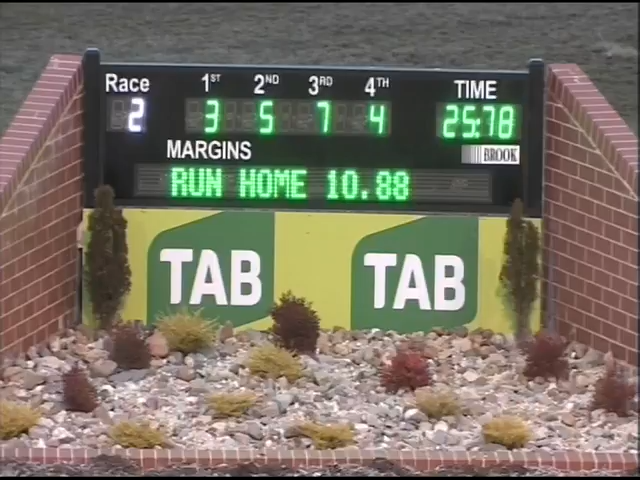 Race 1ST 2ND 3RD 4TH TIME
2 3 5 7 4 25:78
MARGINS BROOK
RUN HOME 10.88
TAB TAB